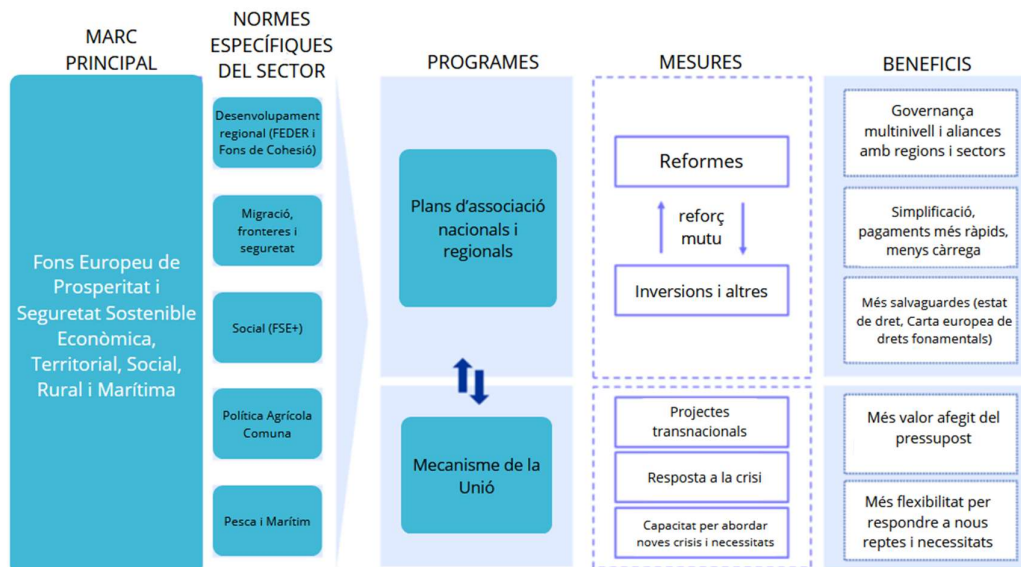 MARC
PRINCIPAL
Fons Europeu de
Prosperitat i
Seguretat Sostenible
Econòmica,
Territorial, Social,
Rural i Marítima
NORMES
ESPECÍFIQUES
DEL SECTOR
Desenvolupament
regional (FEDER i
Fons de Cohesió)
Migració,
fronteres i
seguretat
Social (FSE+)
Política Agrícola
Comuna
Pesca i Marítim
PROGRAMES
Plans d'associació
nacionals i
regionals
Mecanisme de la
Unió
MESURES
Reformes
reforç
mutu
Inversions i altres
Projectes
transnacionals
Resposta a la crisi
Capacitat per abordar
noves crisis i necessitats
BENEFICIS
Governança
multinivell i aliances
amb regions i sectors
Simplificació,
pagaments més ràpids,
menys càrrega
Més salvaguardes (estat
de dret, Carta europea de
drets fonamentals)
Més valor afegit del
pressupost
Més flexibilitat per
respondre a nous
reptes i necessitats